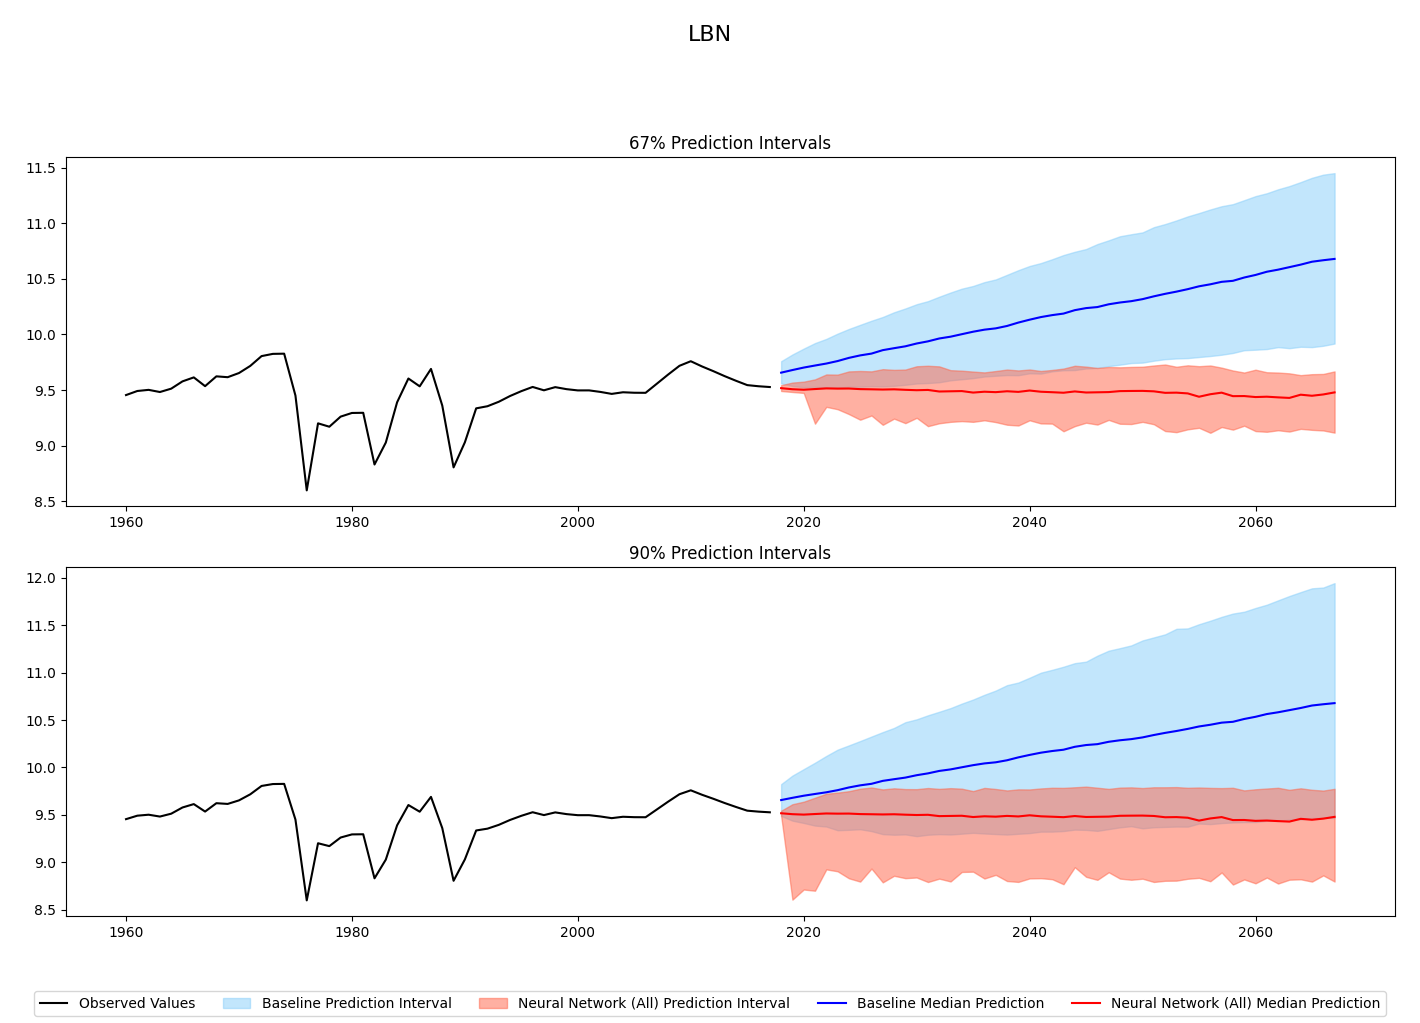 LBN
67% Prediction Intervals
11.5
11.0
10.5
10.0
9.5
9.0
8.5
1960 1980 2000 2020 2040 2060
90% Prediction Intervals
12.0
11.5
11.0
10.5
10.0
9.5
9.0
8.5
1960 1980 2000 2020 2040 2060
Observed Values Baseline Prediction Interval Neural Network (All) Prediction Interval Baseline Median Prediction Neural Network (All) Median Prediction